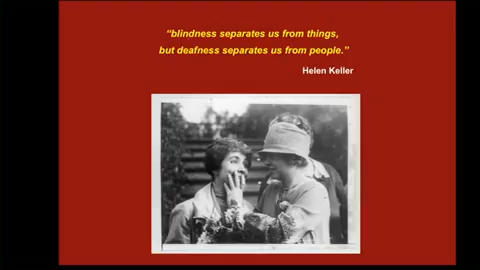 “blindness separates us from things,
but deafness separates us from people.”
Helen Keller